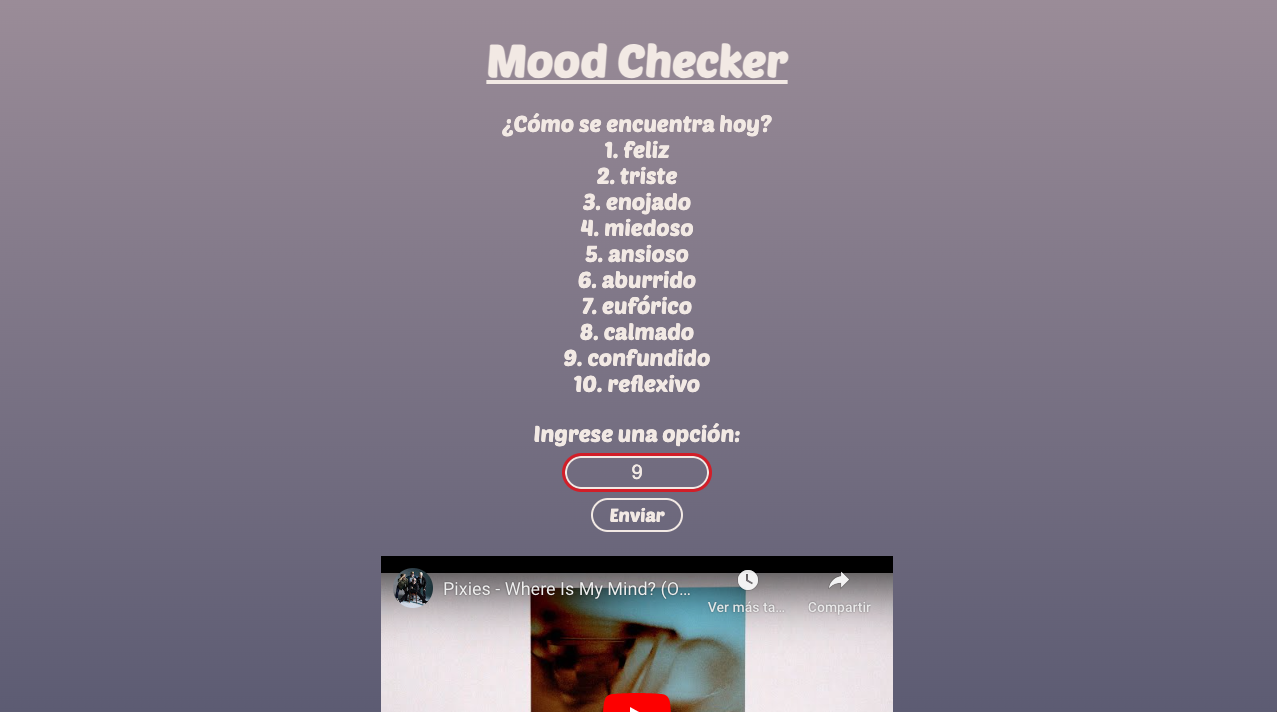 Mood Checker
¿Cómo se encuentra hoy?
1. feliz
2. triste
3. enojado
4. miedoso
5. ansioso
6. aburrido
7. eufórico
8. calmado
9. confundido
10. reflexivo
Ingrese una opción:
9
Enviar
Pixies - Where Is My Mind? (O...
Ver más ta...
Compartir